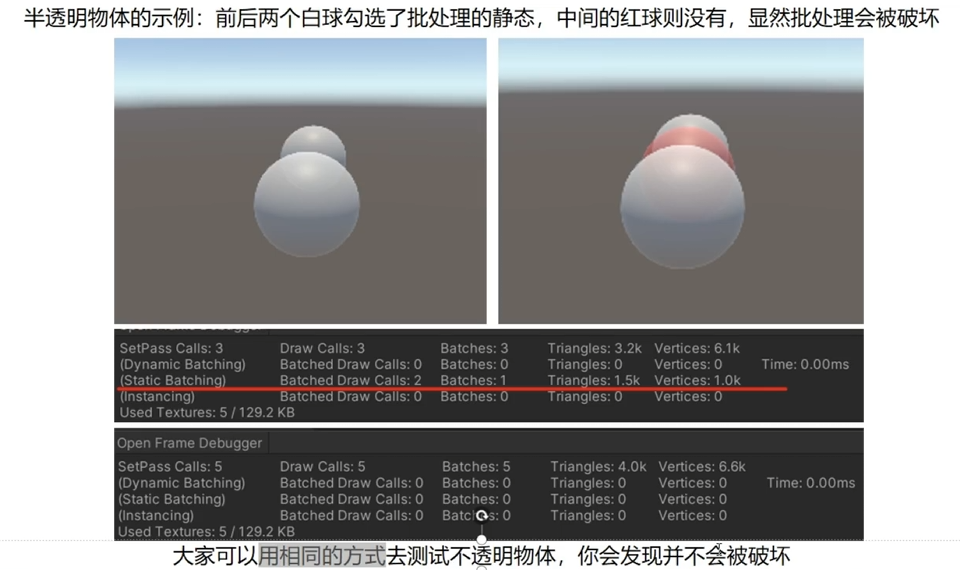 半透明物体的示例：前后两个白球勾选了批处理的静态，中间的红球则没有，显然批处理会被破坏
Open Frame Debugger
SetPass Calls: 3 Draw Calls: 3 Batches: 3 Triangles: 3.2k Vertices: 6.1k
(Dynamic Batching) Batched Draw Calls: 0 Batches: 0 Triangles: 0 Vertices: 0 Time: 0.00ms
(Static Batching) Batched Draw Calls: 2 Batches: 1 Triangles: 1.5k Vertices: 1.0k
(Instancing) Batched Draw Calls: 0 Batches: 0 Triangles: 0 Vertices: 0
Used Textures: 5 / 129.2 KB
Open Frame Debugger
SetPass Calls: 5 Draw Calls: 5 Batches: 5 Triangles: 4.0k Vertices: 6.6k
(Dynamic Batching) Batched Draw Calls: 0 Batches: 0 Triangles: 0 Vertices: 0 Time: 0.00ms
(Static Batching) Batched Draw Calls: 0 Batches: 0 Triangles: 0 Vertices: 0
(Instancing) Batched Draw Calls: 0 Batches: 0 Triangles: 0 Vertices: 0
Used Textures: 5 / 129.2 KB
大家可以用相同的方式去测试不透明物体，你会发现并不会被破坏